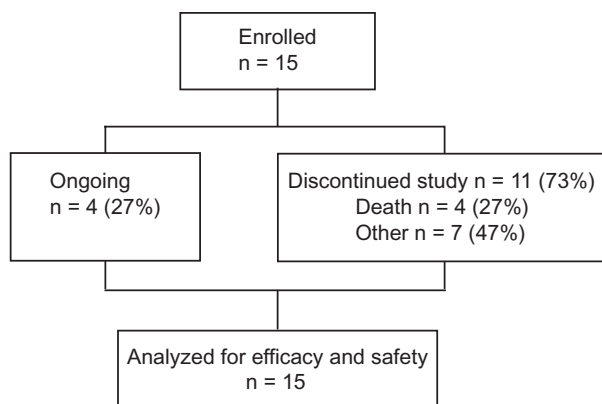 Enrolled
n = 15
Ongoing
n = 4 (27%)
Discontinued study n = 11 (73%)
Death n = 4 (27%)
Other n = 7 (47%)
Analyzed for efficacy and safety
n = 15